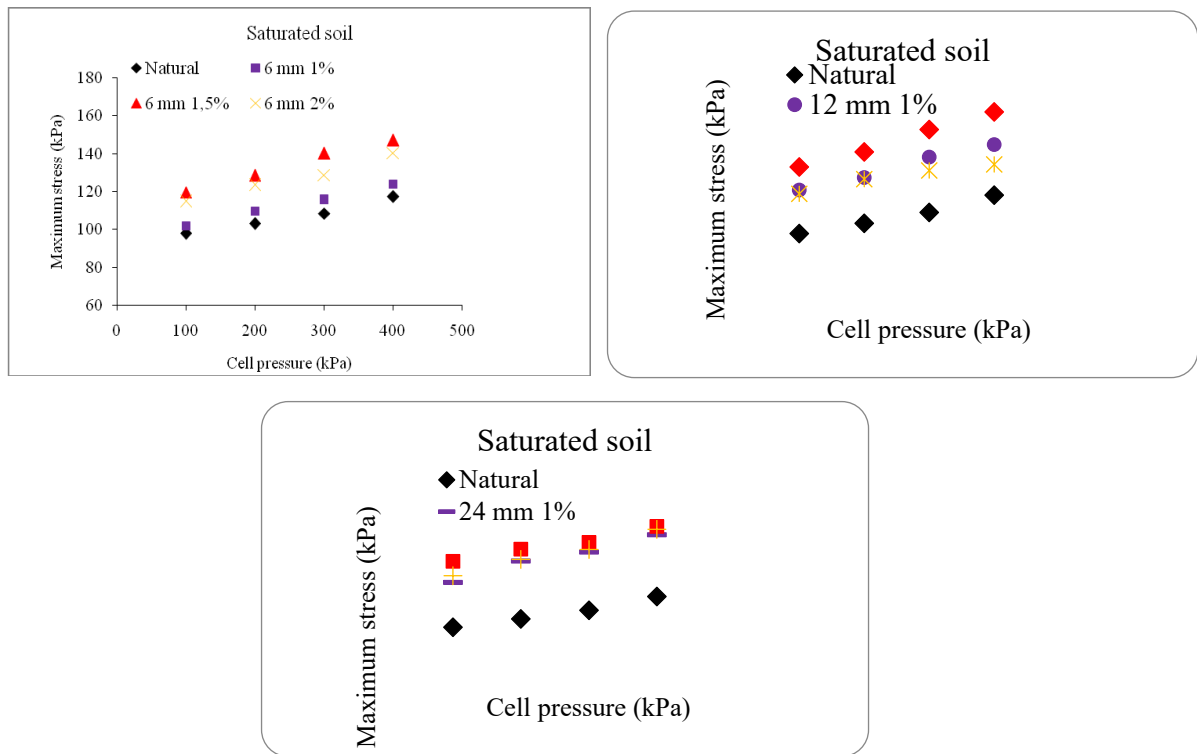 Saturated soil
Natural
6 mm 1%
6 mm 1,5%
6 mm 2%
Maximum stress (kPa)
180
160
140
120
100
80
60
0
100
200
300
400
500
Cell pressure (kPa)
Saturated soil
Natural
12 mm 1%
Maximum stress (kPa)
Cell pressure (kPa)
Saturated soil
Natural
24 mm 1%
Maximum stress (kPa)
Cell pressure (kPa)